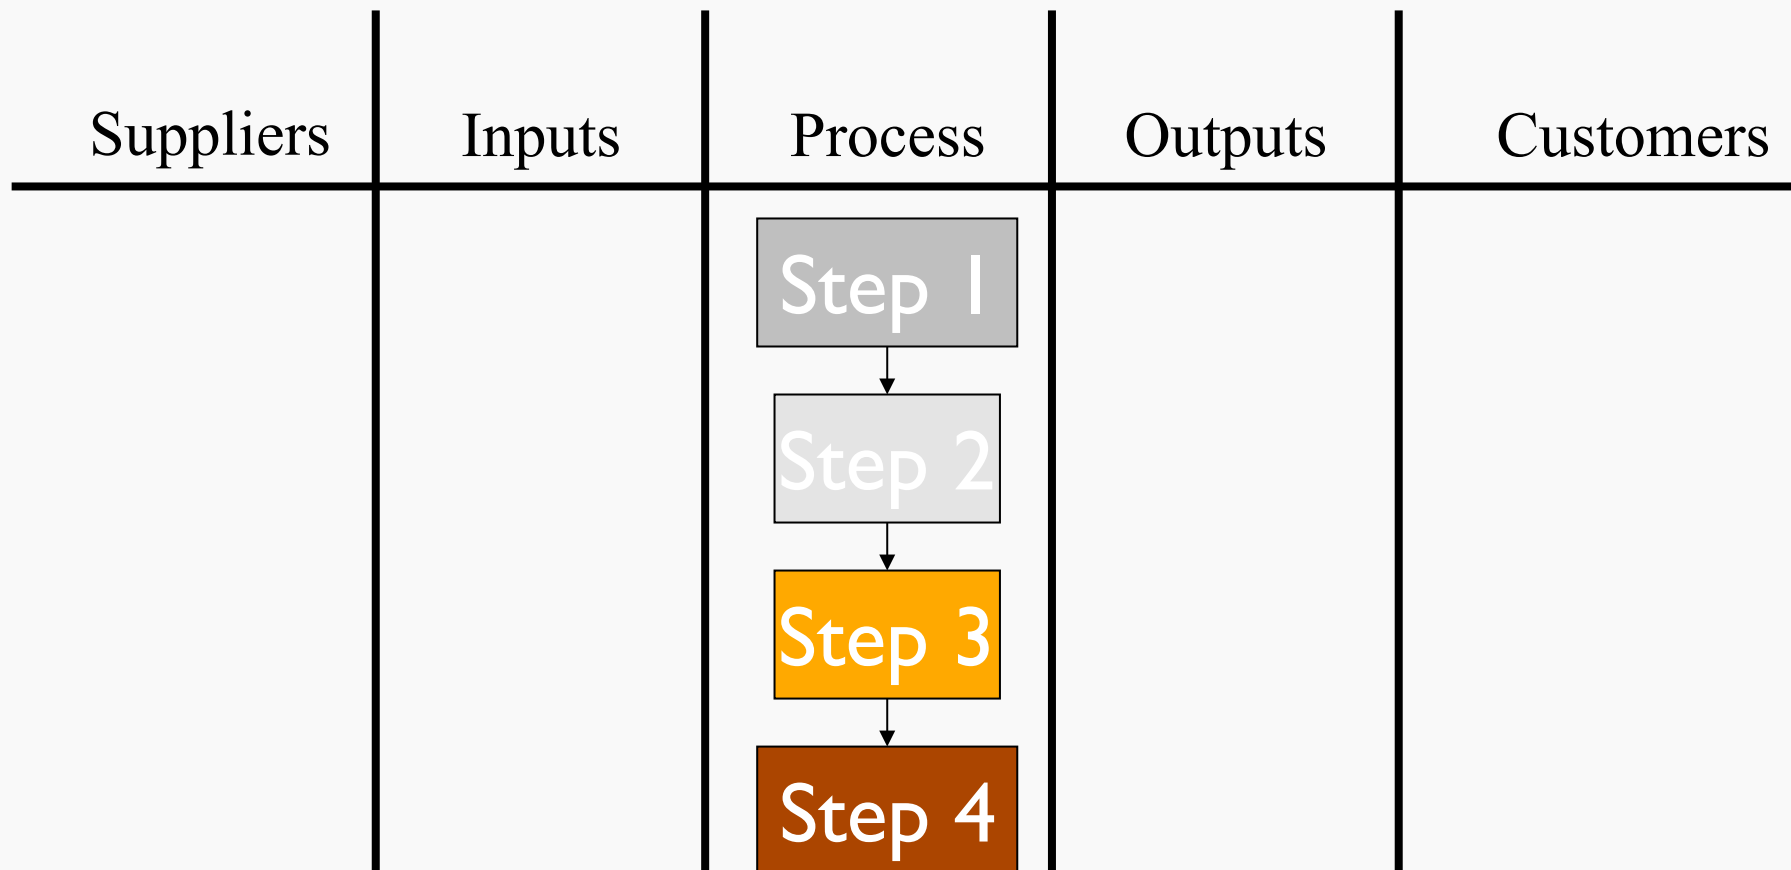 Suppliers Inputs Process Outputs Customers
Step 1
Step 2
Step 3
Step 4